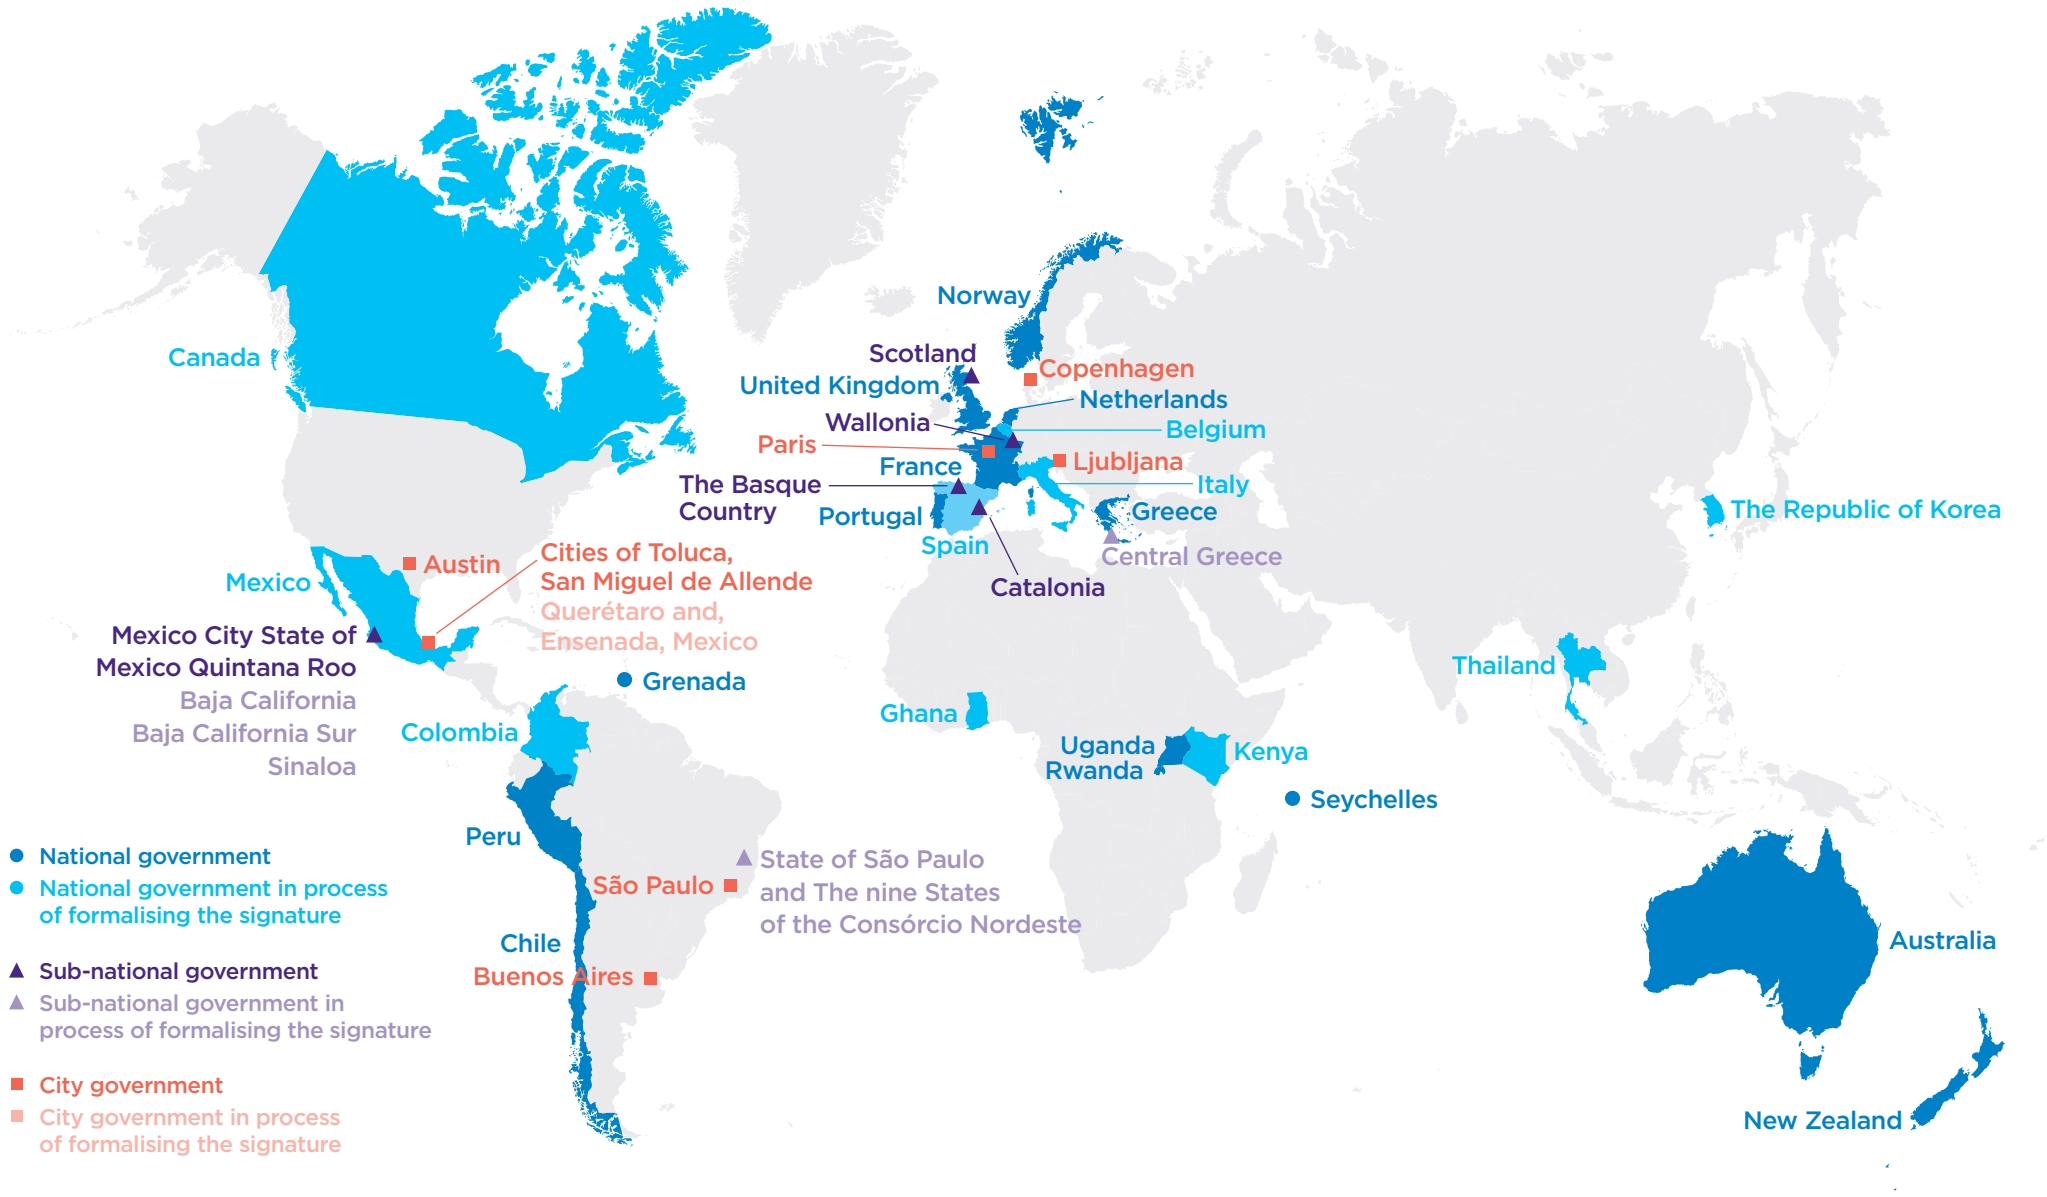 Norway
Canada
Scotland
United Kingdom
Copenhagen
Netherlands
Wallonia
Belgium
Paris
France
Ljubljana
The Basque
Country
Italy
Portugal
Greece
The Republic of Korea
Spain
Central Greece
Catalonia
Austin
Cities of Toluca,
San Miguel de Allende
Querétaro and,
Ensenada, Mexico
Mexico
Mexico City State of
Mexico Quintana Roo
Baja California
Baja California Sur
Sinaloa
Grenada
Thailand
Colombia
Ghana
Uganda
Rwanda
Kenya
Seychelles
Peru
State of São Paulo
and The nine States
of the Consórcio Nordeste
São Paulo
Chile
Buenos Aires
Australia
New Zealand
National government
National government in process
of formalising the signature
Sub-national government
Sub-national government in
process of formalising the signature
City government
City government in process
of formalising the signature